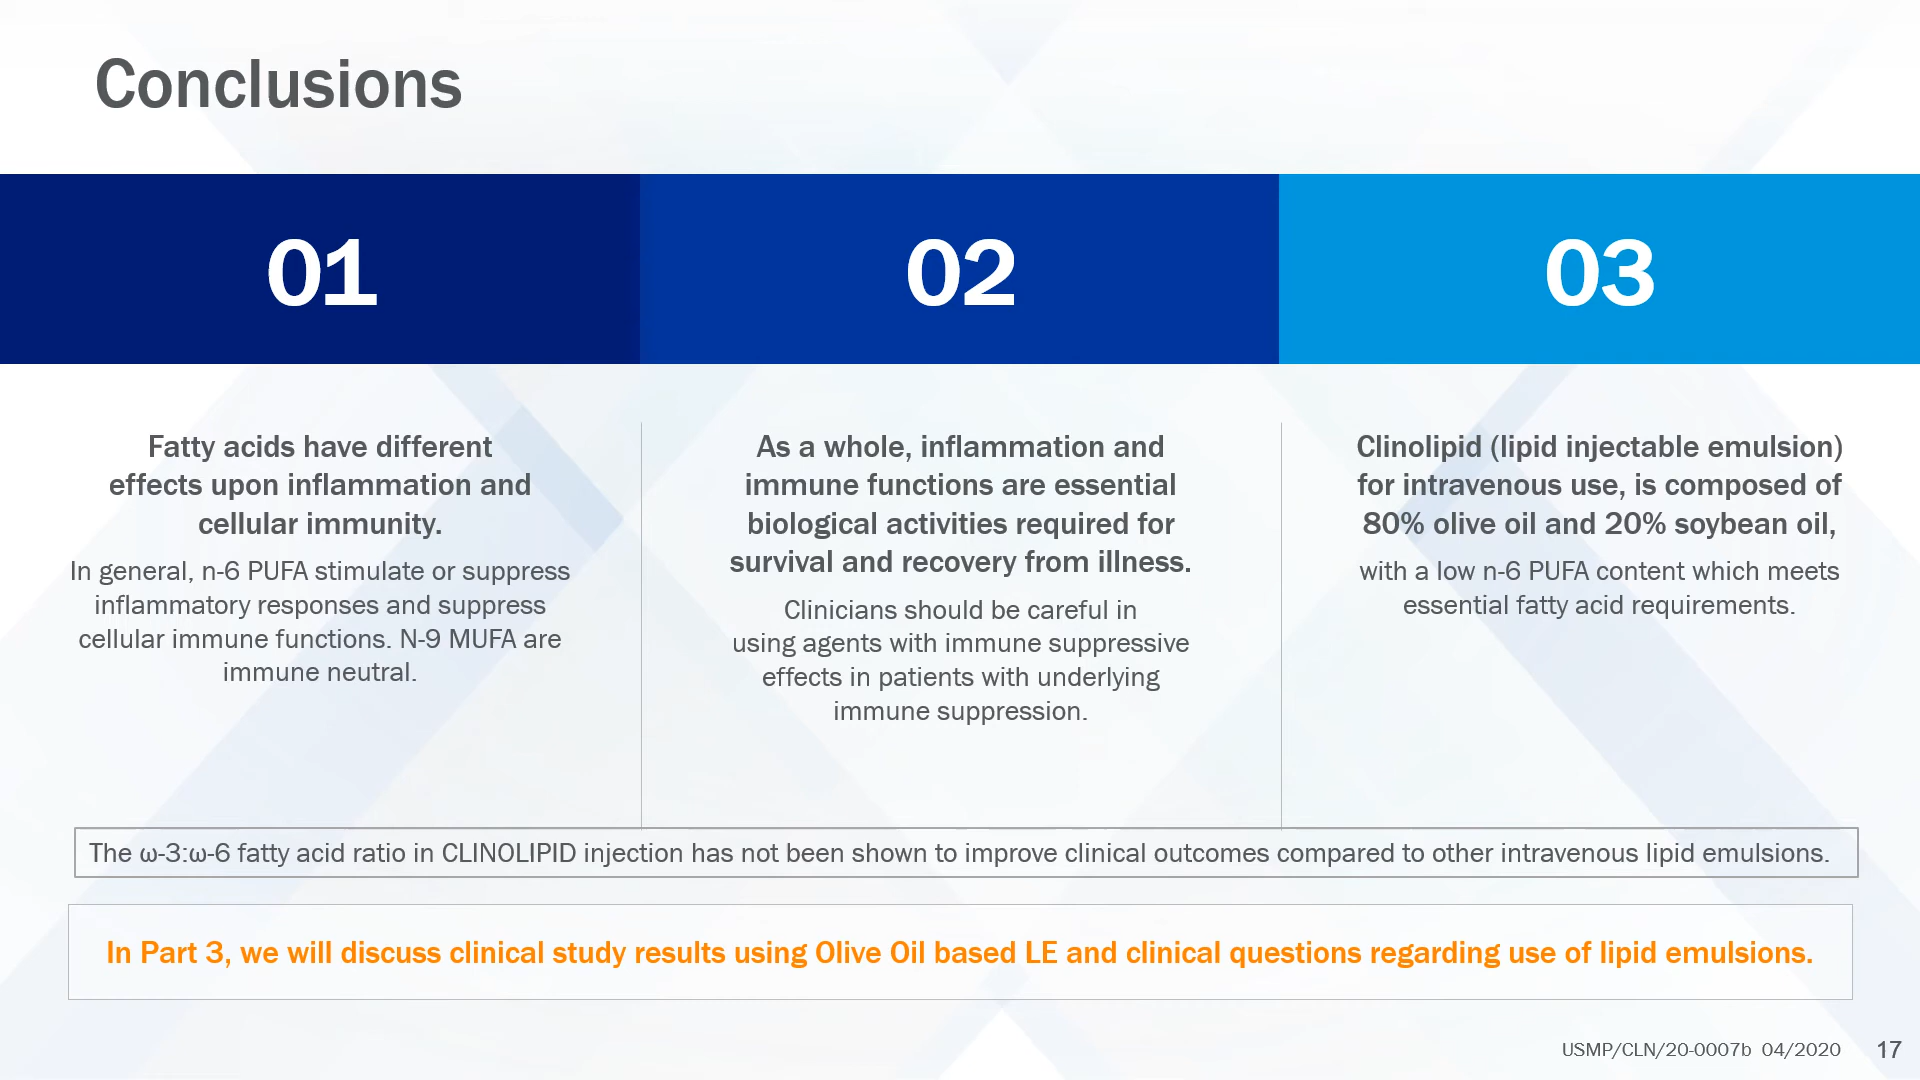 Conclusions
01
Fatty acids have different
effects upon inflammation and
cellular immunity.
In general, n-6 PUFA stimulate or suppress
inflammatory responses and suppress
cellular immune functions. N-9 MUFA are
immune neutral.
02
As a whole, inflammation and
immune functions are essential
biological activities required for
survival and recovery from illness.
Clinicians should be careful in
using agents with immune suppressive
effects in patients with underlying
immune suppression.
03
Clinolipid (lipid injectable emulsion)
for intravenous use, is composed of
80% olive oil and 20% soybean oil,
with a low n-6 PUFA content which meets
essential fatty acid requirements.
The ω-3:ω-6 fatty acid ratio in CLINOLIPID injection has not been shown to improve clinical outcomes compared to other intravenous lipid emulsions.
In Part 3, we will discuss clinical study results using Olive Oil based LE and clinical questions regarding use of lipid emulsions.
USMP/CLN/20-0007b 04/2020 17